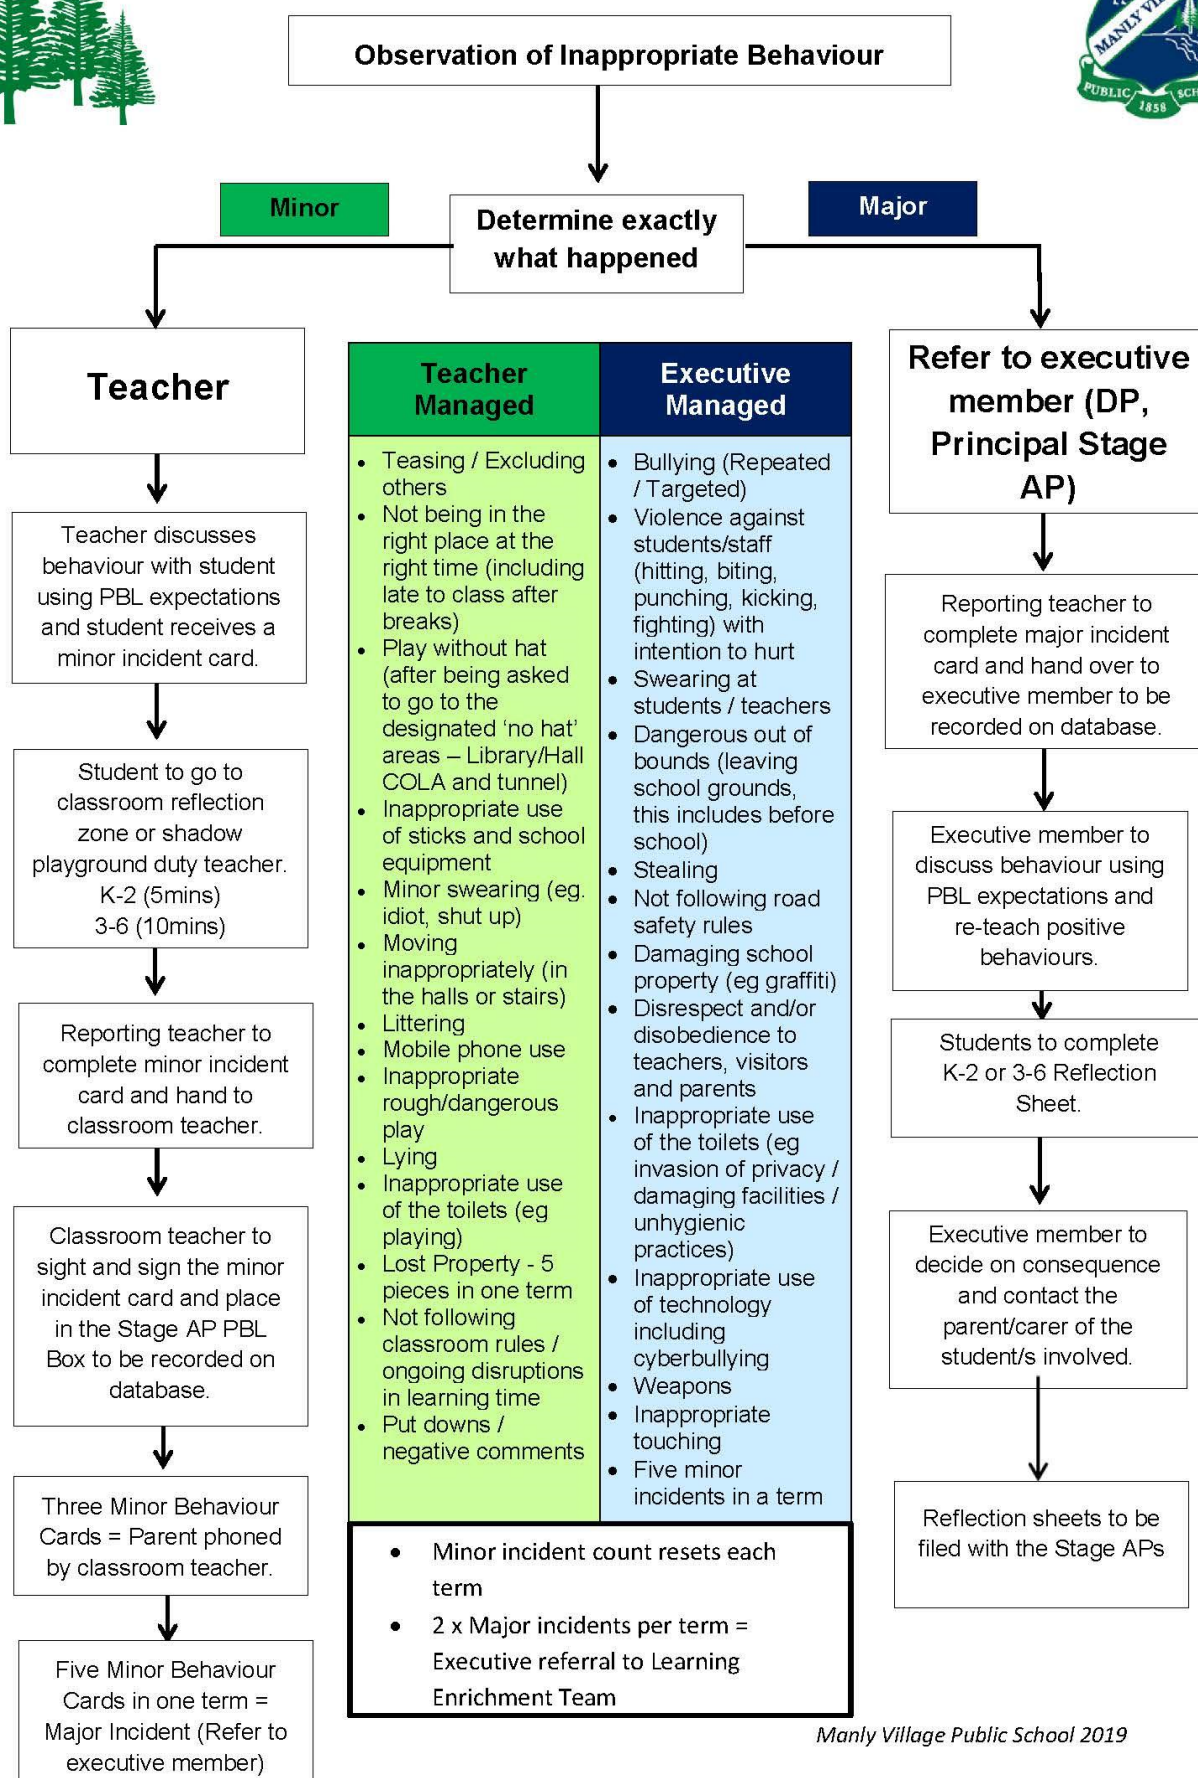 MANLY VI
PUBLIC SCH
1858
Observation of Inappropriate Behaviour
Minor
Determine exactly
what happened
Major
Teacher
Teacher discusses
behaviour with student
using PBL expectations
and student receives a
minor incident card.
Student to go to
classroom reflection
zone or shadow
playground duty teacher.
K-2 (5mins)
3-6 (10mins)
Reporting teacher to
complete minor incident
card and hand to
classroom teacher.
Classroom teacher to
sight and sign the minor
incident card and place
in the Stage AP PBL
Box to be recorded on
database.
Three Minor Behaviour
Cards = Parent phoned
by classroom teacher.
Five Minor Behaviour
Cards in one term =
Major Incident (Refer to
executive member)
Teacher
Managed
• Teasing / Excluding
others
• Not being in the
right place at the
right time (including
late to class after
breaks)
• Play without hat
(after being asked
to go to the
designated ‘no hat’
areas – Library/Hall
COLA and tunnel)
• Inappropriate use
of sticks and school
equipment
• Minor swearing (eg.
idiot, shut up)
• Moving
inappropriately (in
the halls or stairs)
• Littering
• Mobile phone use
• Inappropriate
rough/dangerous
play
• Lying
• Inappropriate use
of the toilets (eg
playing)
• Lost Property - 5
pieces in one term
• Not following
classroom rules /
ongoing disruptions
in learning time
• Put downs /
negative comments
Executive
Managed
• Bullying (Repeated
/ Targeted)
• Violence against
students/staff
(hitting, biting,
punching, kicking,
fighting) with
intention to hurt
• Swearing at
students / teachers
• Dangerous out of
bounds (leaving
school grounds,
this includes before
school)
• Stealing
• Not following road
safety rules
• Damaging school
property (eg graffiti)
• Disrespect and/or
disobedience to
teachers, visitors
and parents
• Inappropriate use
of the toilets (eg
invasion of privacy /
damaging facilities /
unhygienic
practices)
• Inappropriate use
of technology
including
cyberbullying
• Weapons
• Inappropriate
touching
• Five minor
incidents in a term
• Minor incident count resets each
term
• 2 x Major incidents per term =
Executive referral to Learning
Enrichment Team
Refer to executive
member (DP,
Principal Stage
AP)
Reporting teacher to
complete major incident
card and hand over to
executive member to be
recorded on database.
Executive member to
discuss behaviour using
PBL expectations and
re-teach positive
behaviours.
Students to complete
K-2 or 3-6 Reflection
Sheet.
Executive member to
decide on consequence
and contact the
parent/carer of the
student/s involved.
Reflection sheets to be
filed with the Stage APs
Manly Village Public School 2019